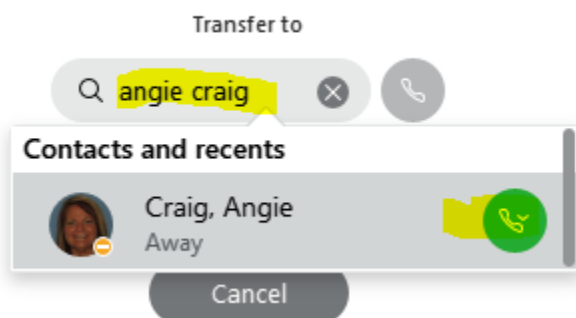 Transfer to
angie craig
Contacts and recents
Craig, Angie
Away
Cancel